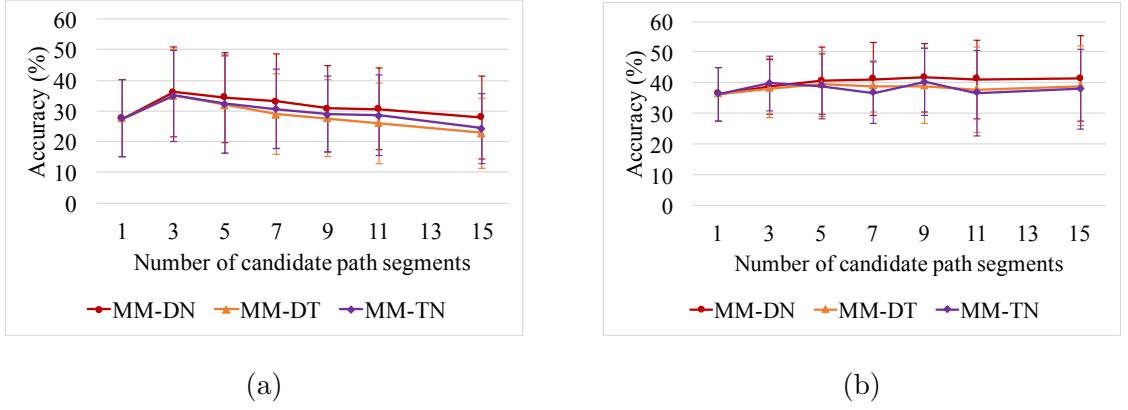 60
50
40
30
20
10
0
Accuracy (%)
1 3 5 7 9 11 13 15
Number of candidate path segments
MM-DN MM-DT MM-TN
(a)
60
50
40
30
20
10
0
Accuracy (%)
1 3 5 7 9 11 13 15
Number of candidate path segments
MM-DN MM-DT MM-TN
(b)